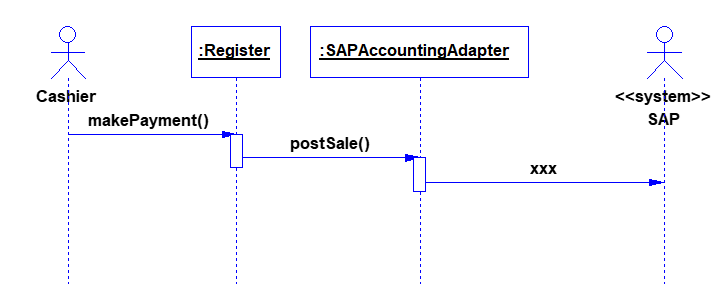 :Register
:SAPAccountingAdapter
Cashier
<<system>>
SAP
makePayment()
postSale()
xxx